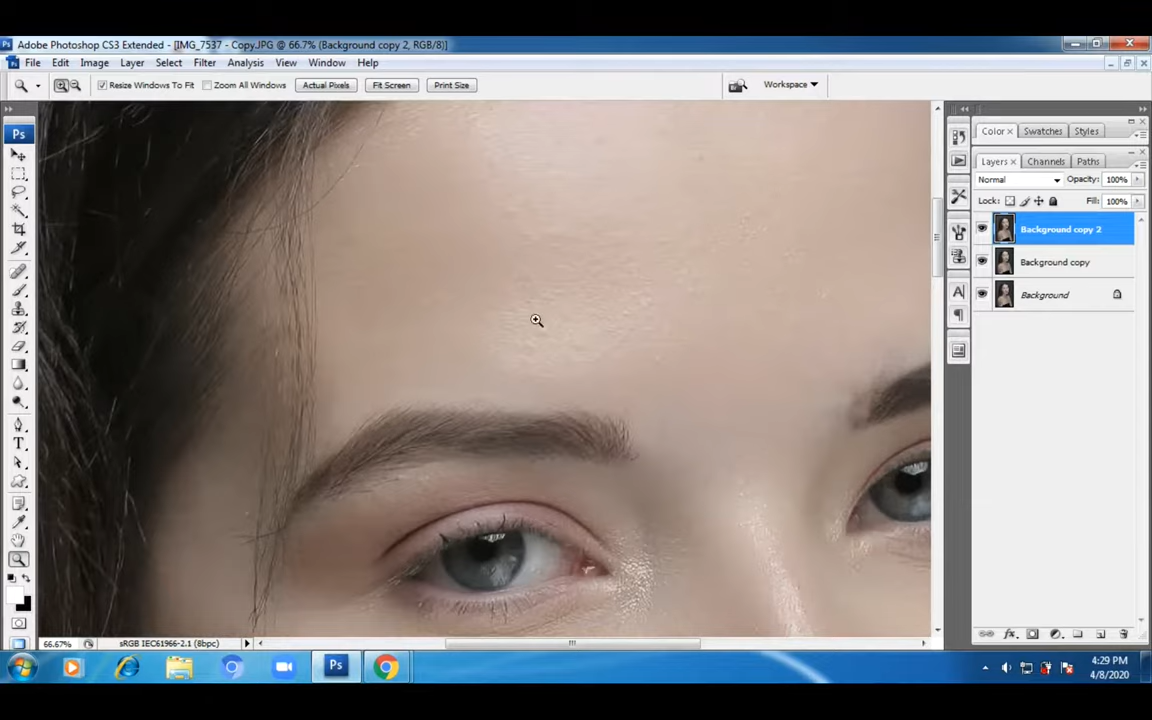 Ps Adobe Photoshop CS3 Extended - [IMG_7537 - Copy.JPG @ 66.7% (Background copy 2, RGB/8)]
File Edit Image Layer Select Filter Analysis View Window Help
Resize Windows To Fit Zoom All Windows Actual Pixels Fit Screen Print Size Workspace
Ps
Color Swatches Styles
Layers Channels Paths
Normal Opacity: 100%
Lock: Fill: 100%
Background copy 2
Background copy
Background
A
T
66.67% sRGB IEC61966-2.1 (8bpc)
Ps
4:29 PM
4/8/2020